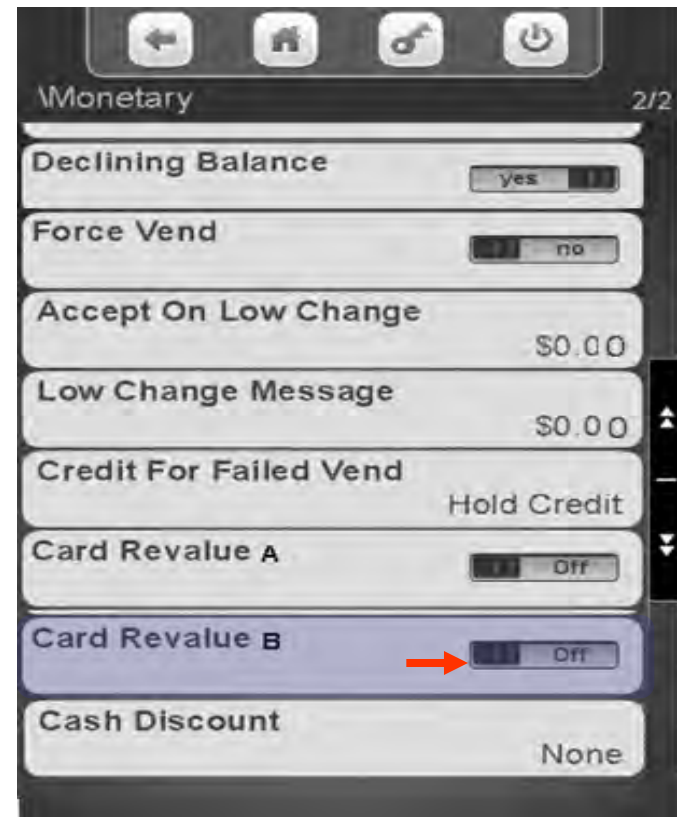 \Monetary 2/2
Declining Balance
yes
Force Vend
no
Accept On Low Change
$0.00
Low Change Message
$0.00
Credit For Failed Vend
Hold Credit
Card Revalue A
Off
Card Revalue B
Off
Cash Discount
None